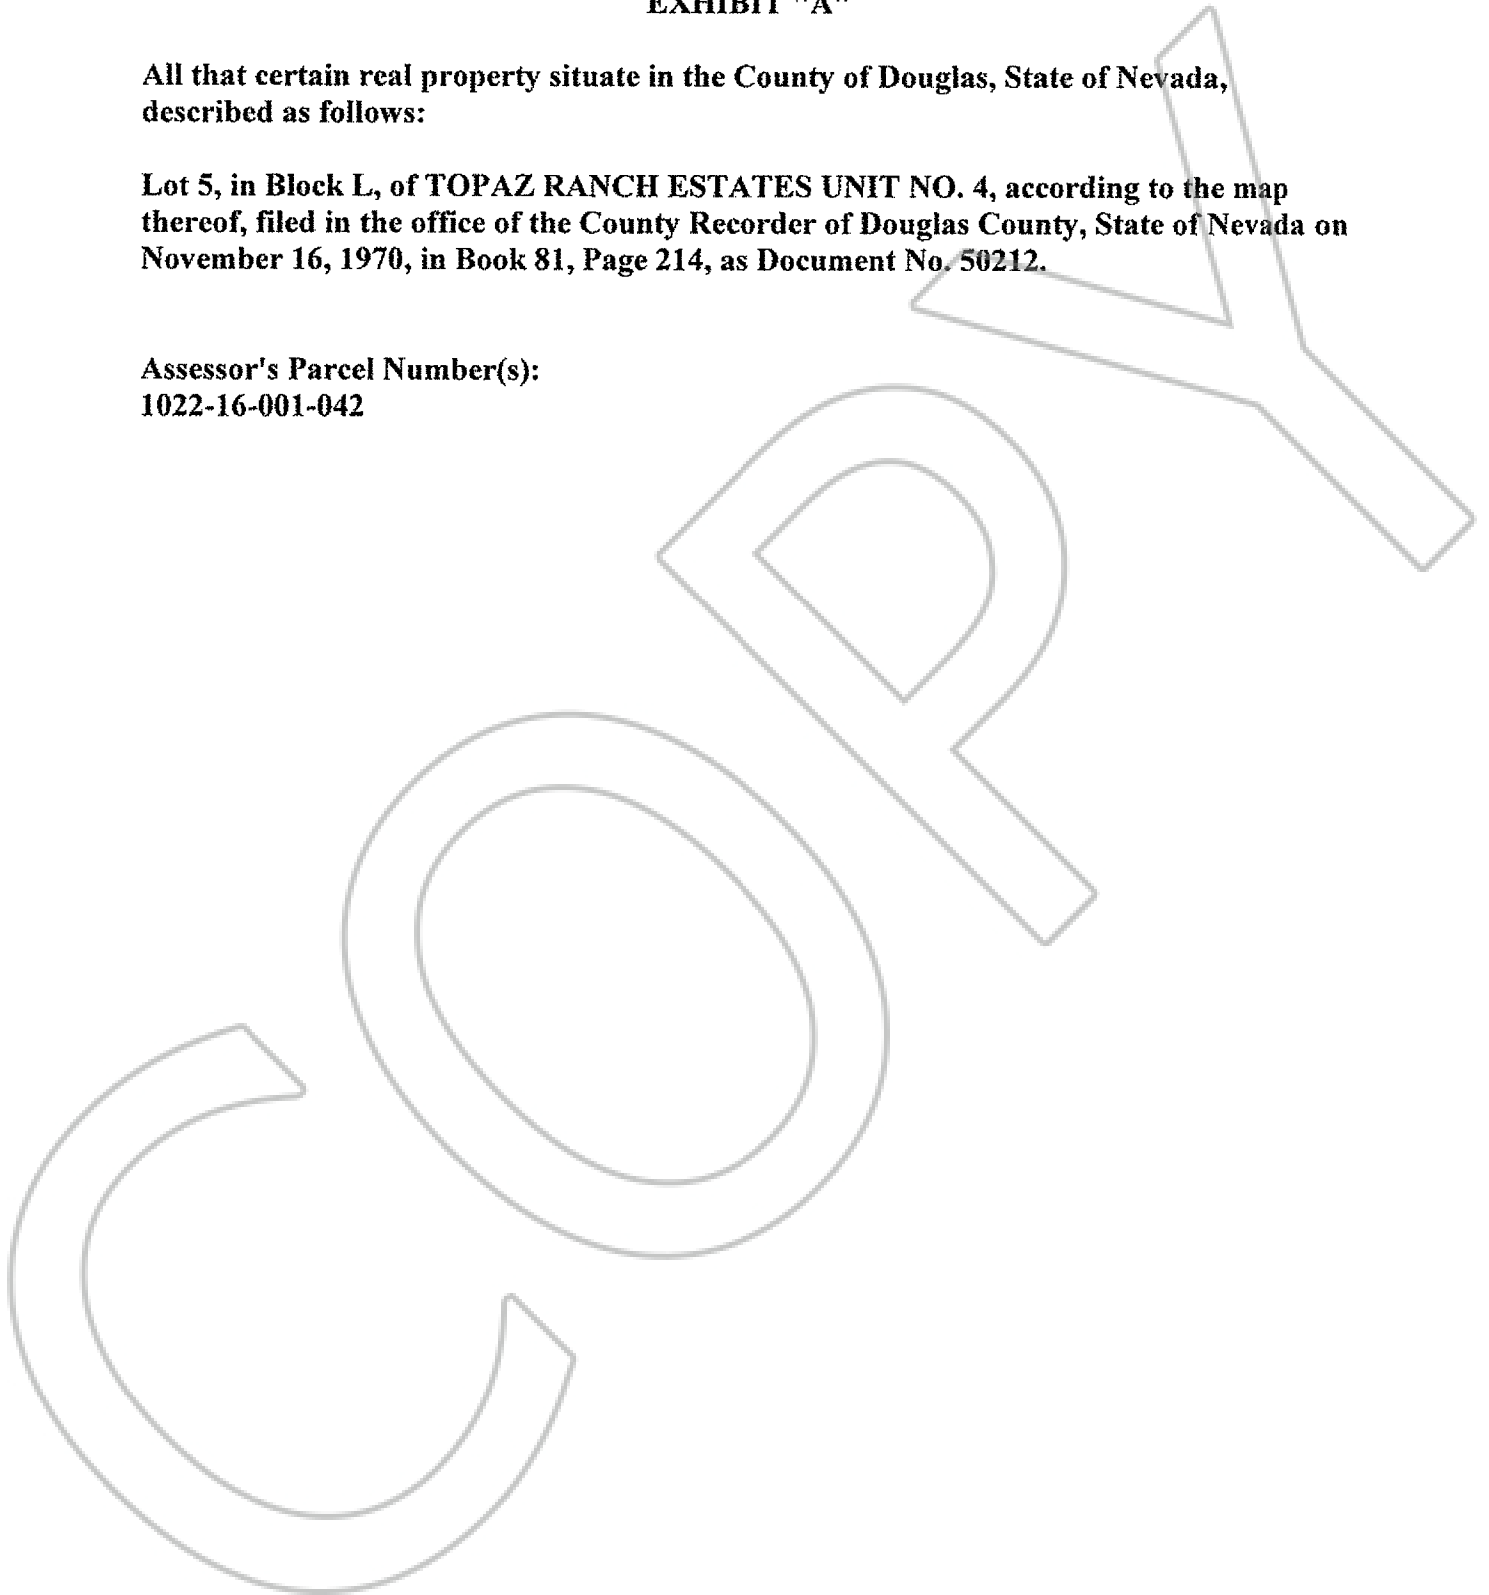 EXHIBIT "A"
All that certain real property situate in the County of Douglas, State of Nevada,
described as follows:
Lot 5, in Block L, of TOPAZ RANCH ESTATES UNIT NO. 4, according to the map
thereof, filed in the office of the County Recorder of Douglas County, State of Nevada on
November 16, 1970, in Book 81, Page 214, as Document No. 50212.
Assessor's Parcel Number(s):
1022-16-001-042
COPY